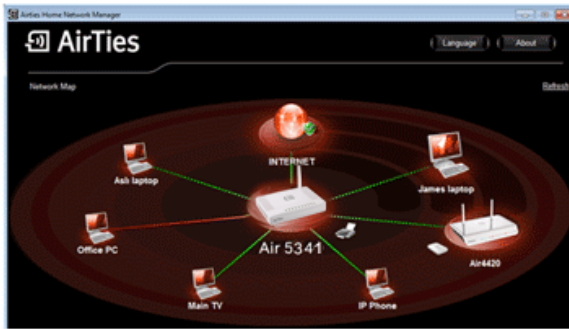 Airties Home Network Manager
AirTies
Language
About
Network Map
Refresh
INTERNET
Aslı laptop
James laptop
Office PC
Air 5341
Air4420
Main TV
IP Phone